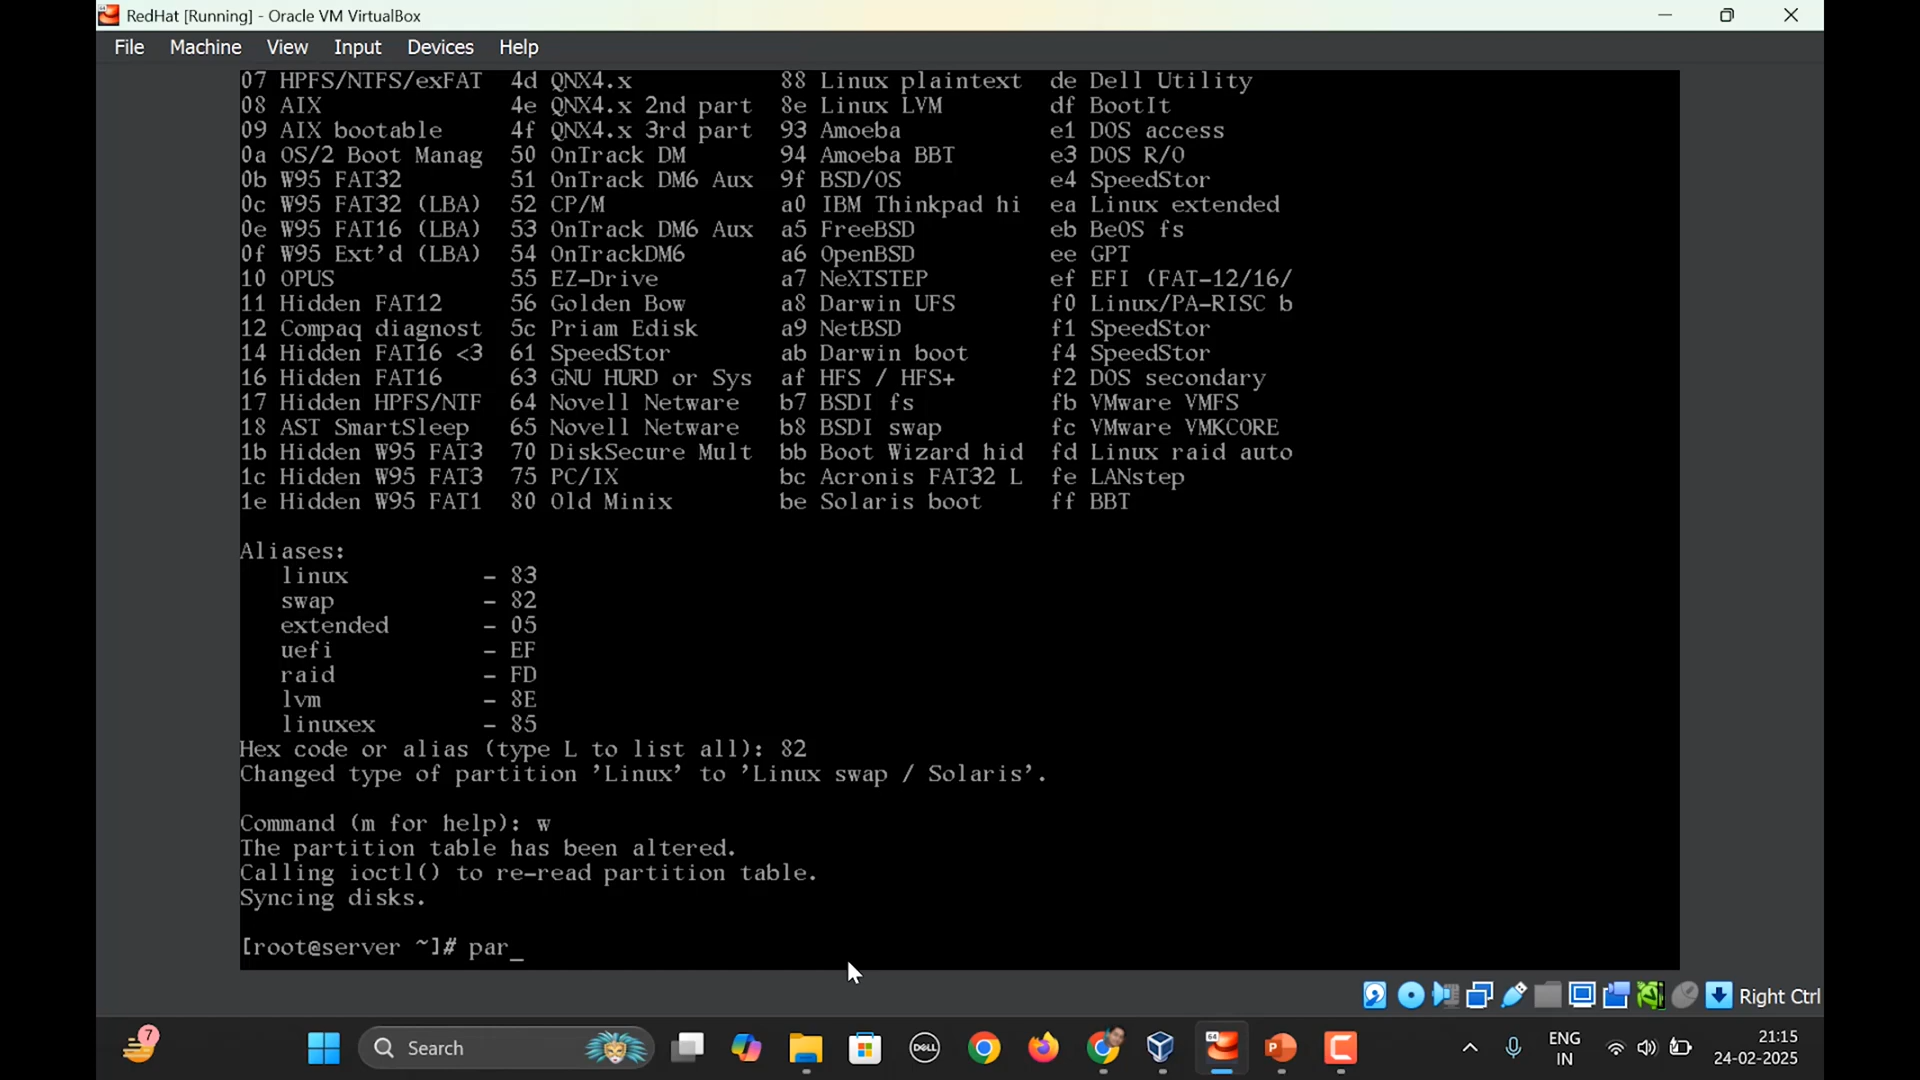 RedHat [Running] - Oracle VM VirtualBox
File Machine View Input Devices Help
07 HPFS/NTFS/exFAT 4d QNX4.x 88 Linux plaintext de Dell Utility
08 AIX 4e QNX4.x 2nd part 8e Linux LVM df BootIt
09 AIX bootable 4f QNX4.x 3rd part 93 Amoeba e1 DOS access
0a OS/2 Boot Manag 50 OnTrack DM 94 Amoeba BBT e3 DOS R/O
0b W95 FAT32 51 OnTrack DM6 Aux 9f BSD/OS e4 SpeedStor
0c W95 FAT32 (LBA) 52 CP/M a0 IBM Thinkpad hi ea Linux extended
0e W95 FAT16 (LBA) 53 OnTrack DM6 Aux a5 FreeBSD eb BeOS fs
0f W95 Ext'd (LBA) 54 OnTrackDM6 a6 OpenBSD ee GPT
10 OPUS 55 EZ-Drive a7 NeXTSTEP ef EFI (FAT-12/16/
11 Hidden FAT12 56 Golden Bow a8 Darwin UFS f0 Linux/PA-RISC b
12 Compaq diagnost 5c Priam Edisk a9 NetBSD f1 SpeedStor
14 Hidden FAT16 <3 61 SpeedStor ab Darwin boot f4 SpeedStor
16 Hidden FAT16 63 GNU HURD or Sys af HFS / HFS+ f2 DOS secondary
17 Hidden HPFS/NTF 64 Novell Netware b7 BSDI fs fb VMware VMFS
18 AST SmartSleep 65 Novell Netware b8 BSDI swap fc VMware VMKCORE
1b Hidden W95 FAT3 70 DiskSecure Mult bb Boot Wizard hid fd Linux raid auto
1c Hidden W95 FAT3 75 PC/IX bc Acronis FAT32 L fe LANstep
1e Hidden W95 FAT1 80 Old Minix be Solaris boot ff BBT
Aliases:
linux - 83
swap - 82
extended - 05
uefi - EF
raid - FD
lvm - 8E
linuxex - 85
Hex code or alias (type L to list all): 82
Changed type of partition 'Linux' to 'Linux swap / Solaris'.
Command (m for help): w
The partition table has been altered.
Calling ioctl() to re-read partition table.
Syncing disks.
[root@server ~]# par_
Right Ctrl
7
Search
DELL
64
ENG
IN
21:15
24-02-2025